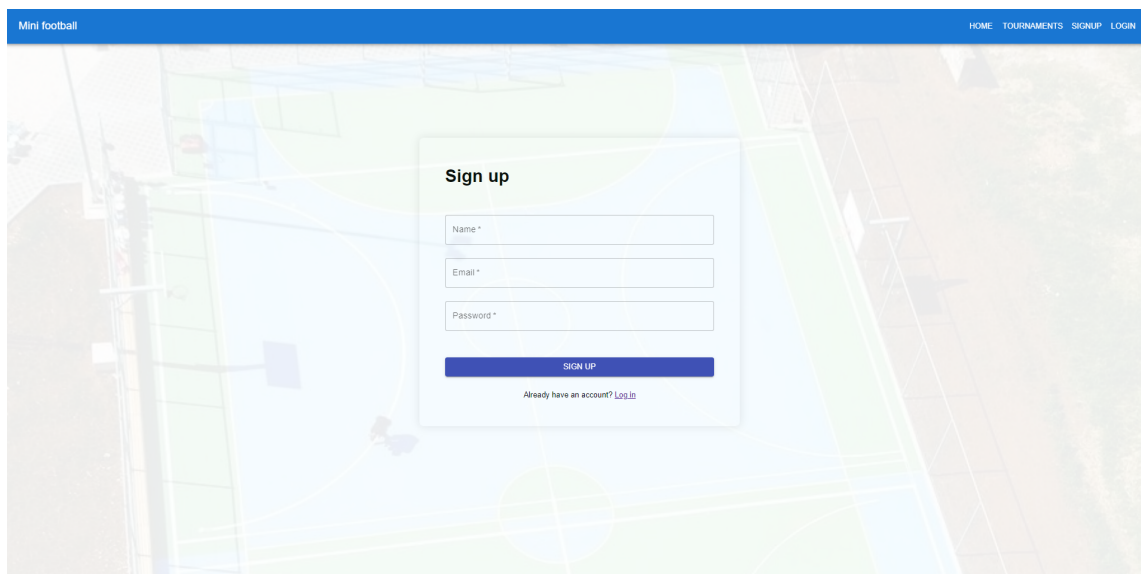 Mini football
HOME TOURNAMENTS SIGNUP LOGIN
Sign up
Name *
Email *
Password *
SIGN UP
Already have an account? Log in